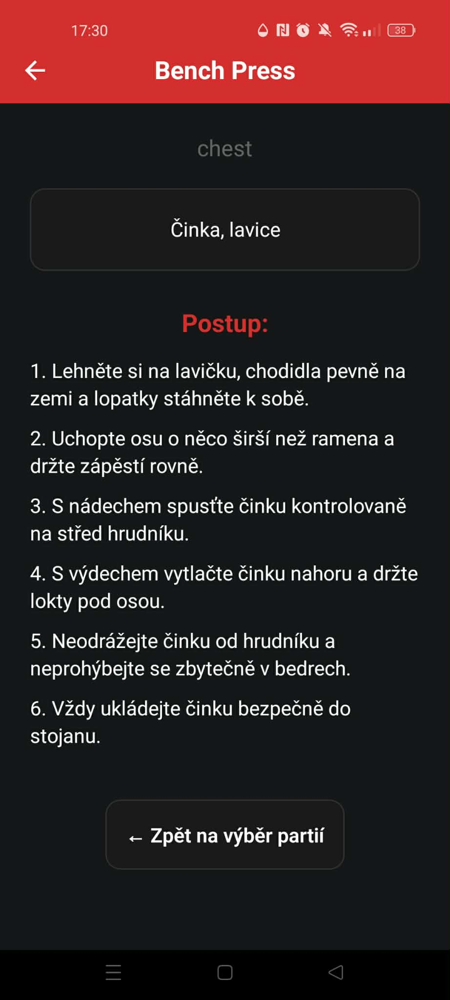 17:30
38
Bench Press
chest
Činka, lavice
Postup:
1. Lehněte si na lavičku, chodidla pevně na
zemi a lopatky stáhněte k sobě.
2. Uchopte osu o něco širší než ramena a
držte zápěstí rovně.
3. S nádechem spusťte činku kontrolovaně
na střed hrudníku.
4. S výdechem vytlačte činku nahoru a držte
lokty pod osou.
5. Neodrážejte činku od hrudníku a
neprohýbejte se zbytečně v bedrech.
6. Vždy ukládejte činku bezpečně do
stojanu.
← Zpět na výběr partií